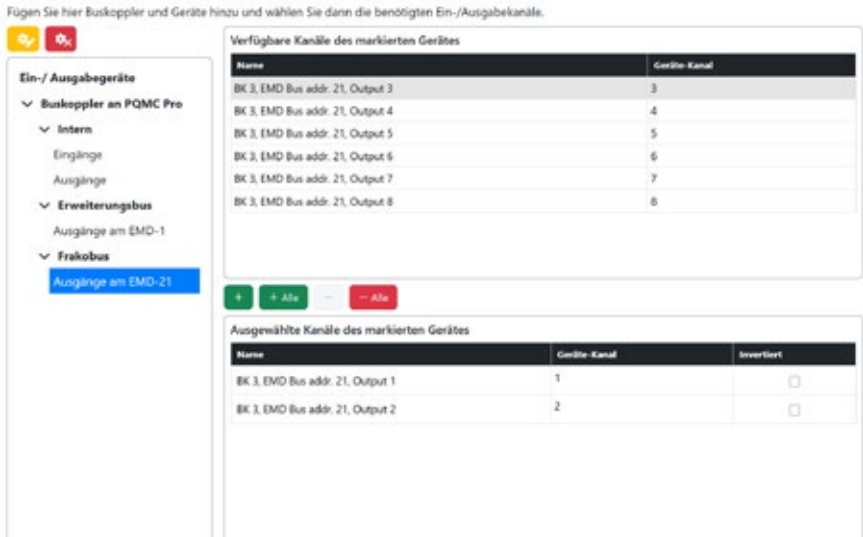 Fügen Sie hier Buskoppler und Geräte hinzu und wählen Sie dann die benötigten Ein-/Ausgabekanäle.
Ein-/ Ausgabegeräte
Buskoppler an PQMC Pro
Intern
Eingänge
Ausgänge
Erweiterungsbus
Ausgänge am EMD-1
Frakobus
Ausgänge am EMD-21
Verfügbare Kanäle des markierten Gerätes
Name Geräte-Kanal
BK 3, EMD Bus addr. 21, Output 3 3
BK 3, EMD Bus addr. 21, Output 4 4
BK 3, EMD Bus addr. 21, Output 5 5
BK 3, EMD Bus addr. 21, Output 6 6
BK 3, EMD Bus addr. 21, Output 7 7
BK 3, EMD Bus addr. 21, Output 8 8
+ + Alle − − Alle
Ausgewählte Kanäle des markierten Gerätes
Name Geräte-Kanal Invertiert
BK 3, EMD Bus addr. 21, Output 1 1
BK 3, EMD Bus addr. 21, Output 2 2